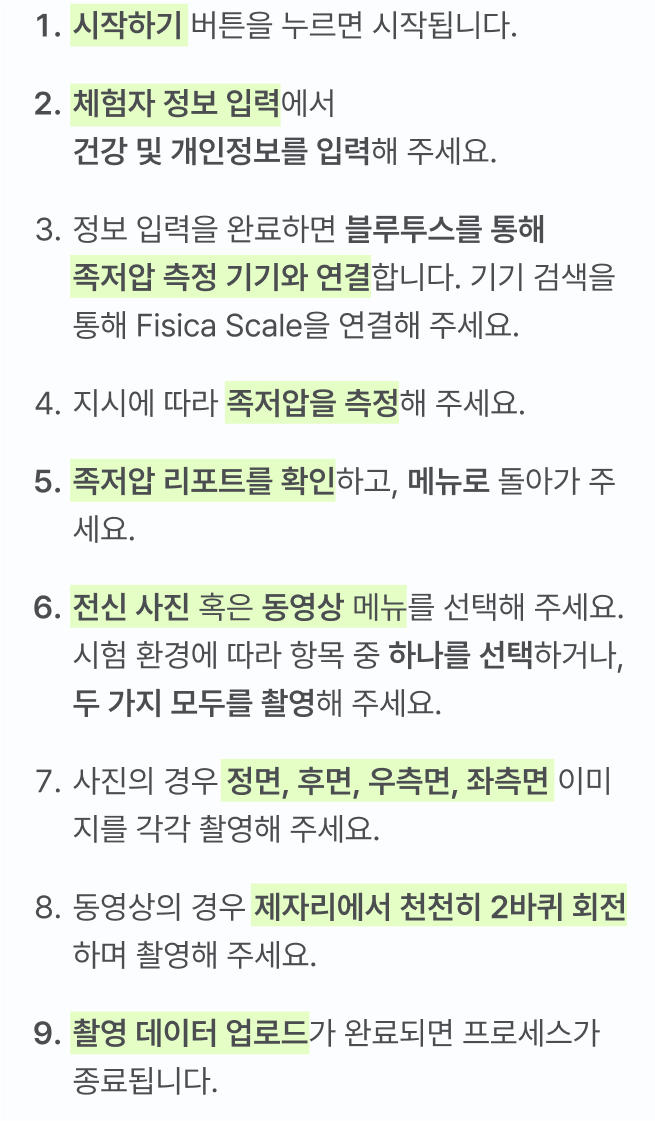 1. 시작하기 버튼을 누르면 시작됩니다.
2. 체험자 정보 입력에서
건강 및 개인정보를 입력해 주세요.
3. 정보 입력을 완료하면 블루투스를 통해
족저압 측정 기기와 연결합니다. 기기 검색을
통해 Fisica Scale을 연결해 주세요.
4. 지시에 따라 족저압을 측정해 주세요.
5. 족저압 리포트를 확인하고, 메뉴로 돌아가 주
세요.
6. 전신 사진 혹은 동영상 메뉴를 선택해 주세요.
시험 환경에 따라 항목 중 하나를 선택하거나,
두 가지 모두를 촬영해 주세요.
7. 사진의 경우 정면, 후면, 우측면, 좌측면 이미
지를 각각 촬영해 주세요.
8. 동영상의 경우 제자리에서 천천히 2바퀴 회전
하며 촬영해 주세요.
9. 촬영 데이터 업로드가 완료되면 프로세스가
종료됩니다.